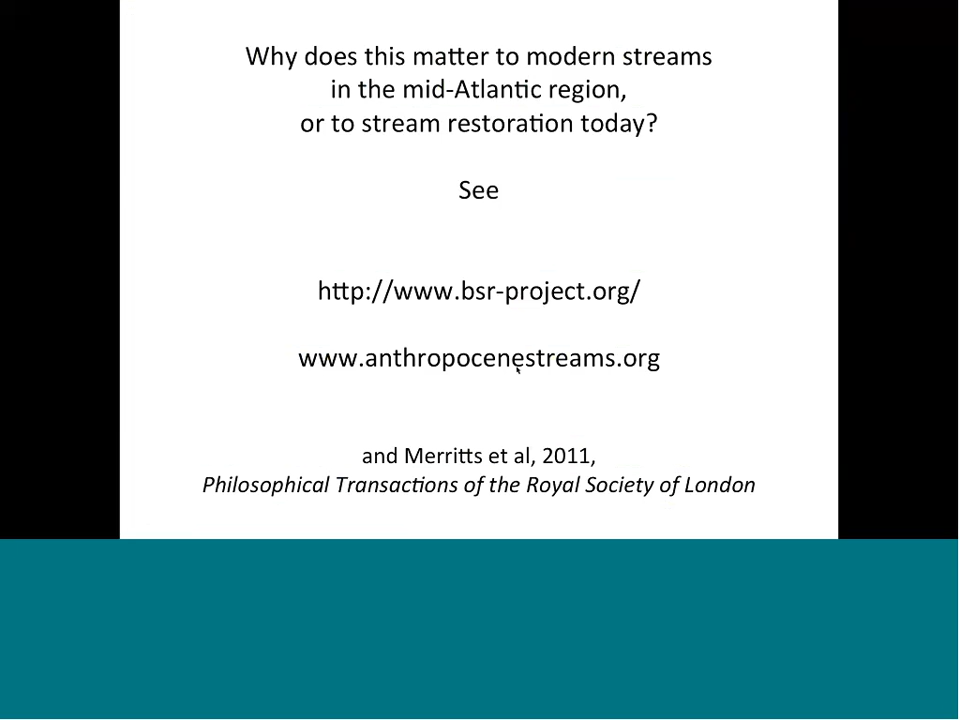 Why does this matter to modern streams
in the mid-Atlantic region,
or to stream restoration today?
See
http://www.bsr-project.org/
www.anthropocenestreams.org
and Merritts et al, 2011,
Philosophical Transactions of the Royal Society of London